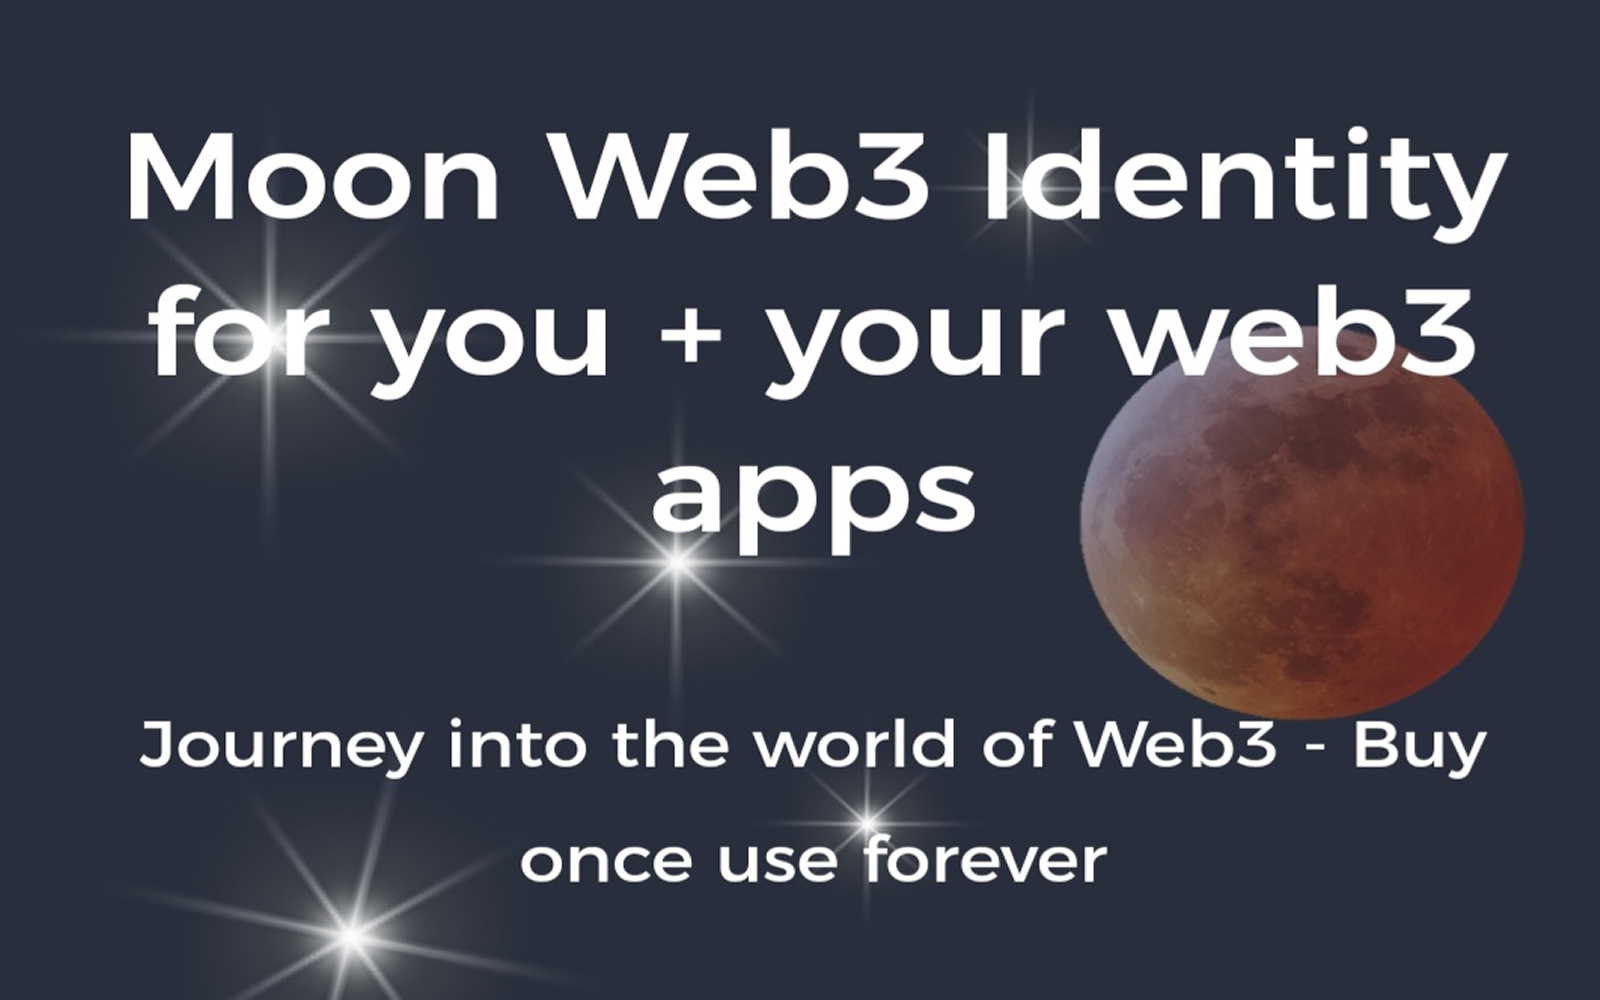 Moon Web3 Identity
for you + your web3
apps
Journey into the world of Web3 - Buy
once use forever